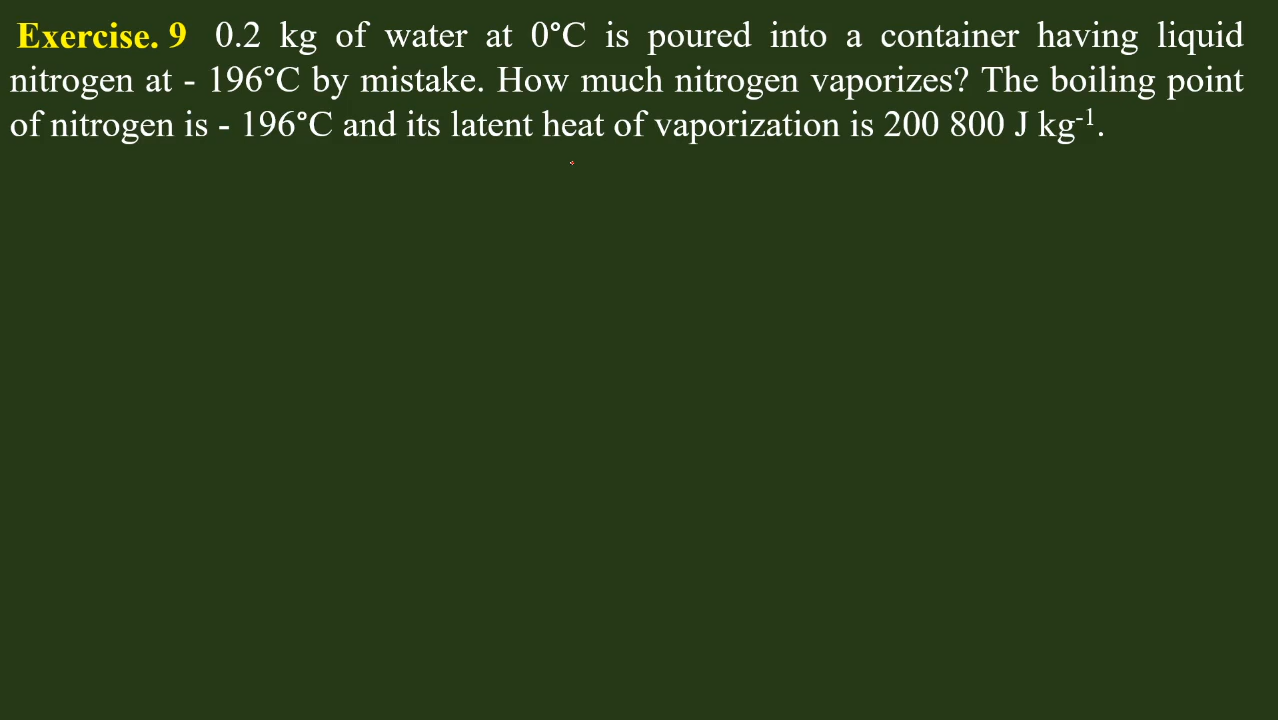 Exercise. 9 0.2 kg of water at 0°C is poured into a container having liquid
nitrogen at - 196°C by mistake. How much nitrogen vaporizes? The boiling point
of nitrogen is - 196°C and its latent heat of vaporization is 200 800 J kg⁻¹.